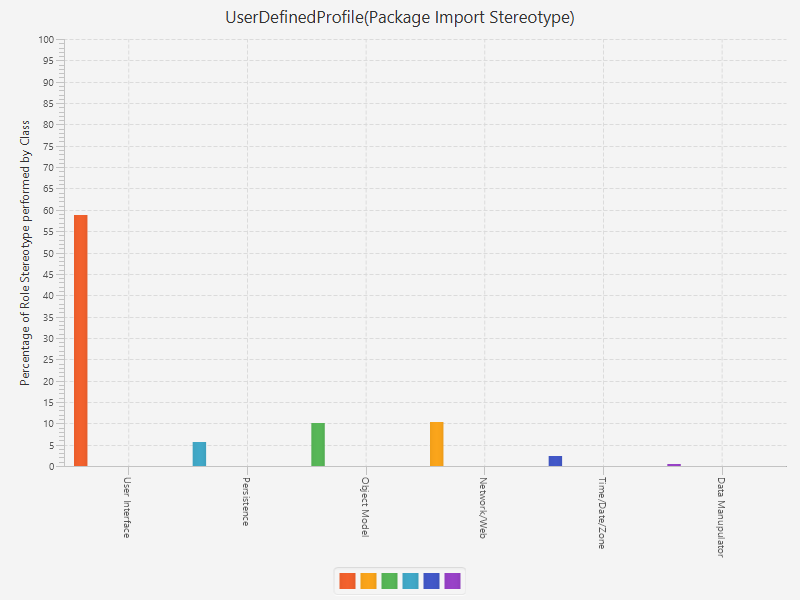 UserDefinedProfile(Package Import Stereotype)
Percentage of Role Stereotype performed by Class
100
95
90
85
80
75
70
65
60
55
50
45
40
35
30
25
20
15
10
5
0
User Interface
Persistence
Object Model
Network/Web
Time/Date/Zone
Data Manupulator